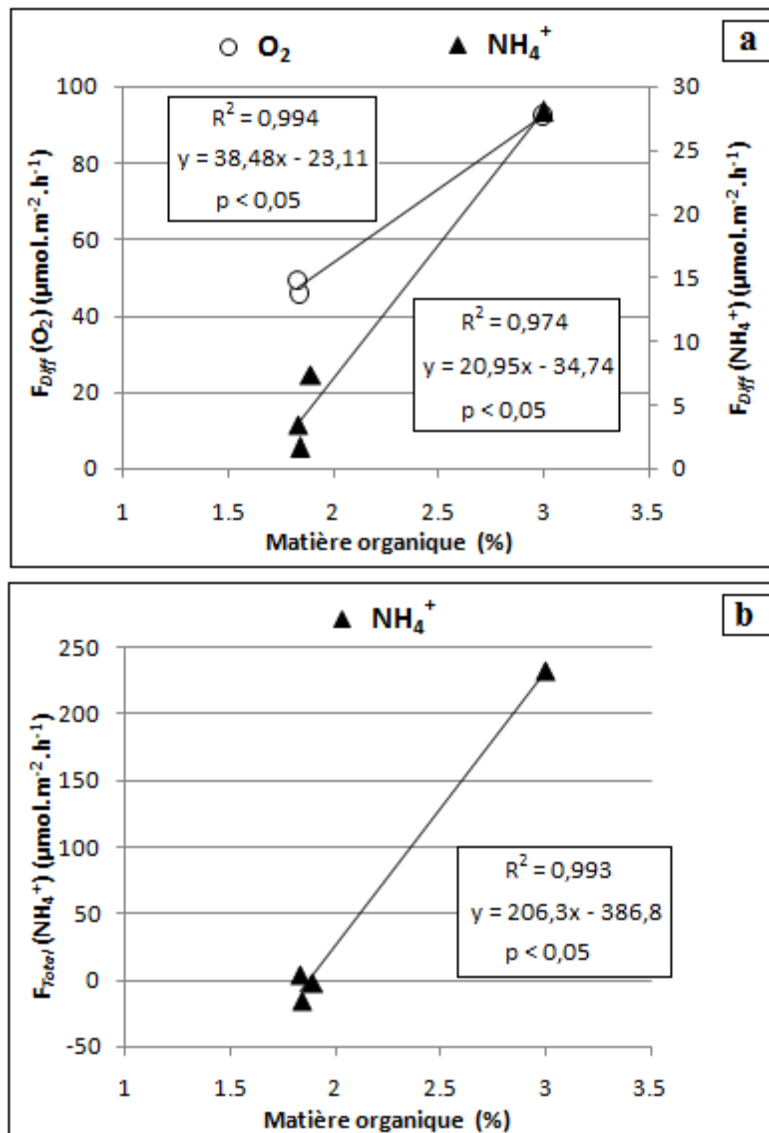 O₂ NH₄⁺ a
100 30
R² = 0,994
y = 38,48x - 23,11
p < 0,05
80 25
60 20
40 15
20 10
0 5
0
R² = 0,974
y = 20,95x - 34,74
p < 0,05
F_Diff (O₂) (µmol.m⁻².h⁻¹)
F_Diff (NH₄⁺) (µmol.m⁻².h⁻¹)
1 1.5 2 2.5 3 3.5
Matière organique (%)
NH₄⁺ b
250
200
150
100
50
0
-50
R² = 0,993
y = 206,3x - 386,8
p < 0,05
F_Total (NH₄⁺) (µmol.m⁻².h⁻¹)
1 1.5 2 2.5 3 3.5
Matière organique (%)